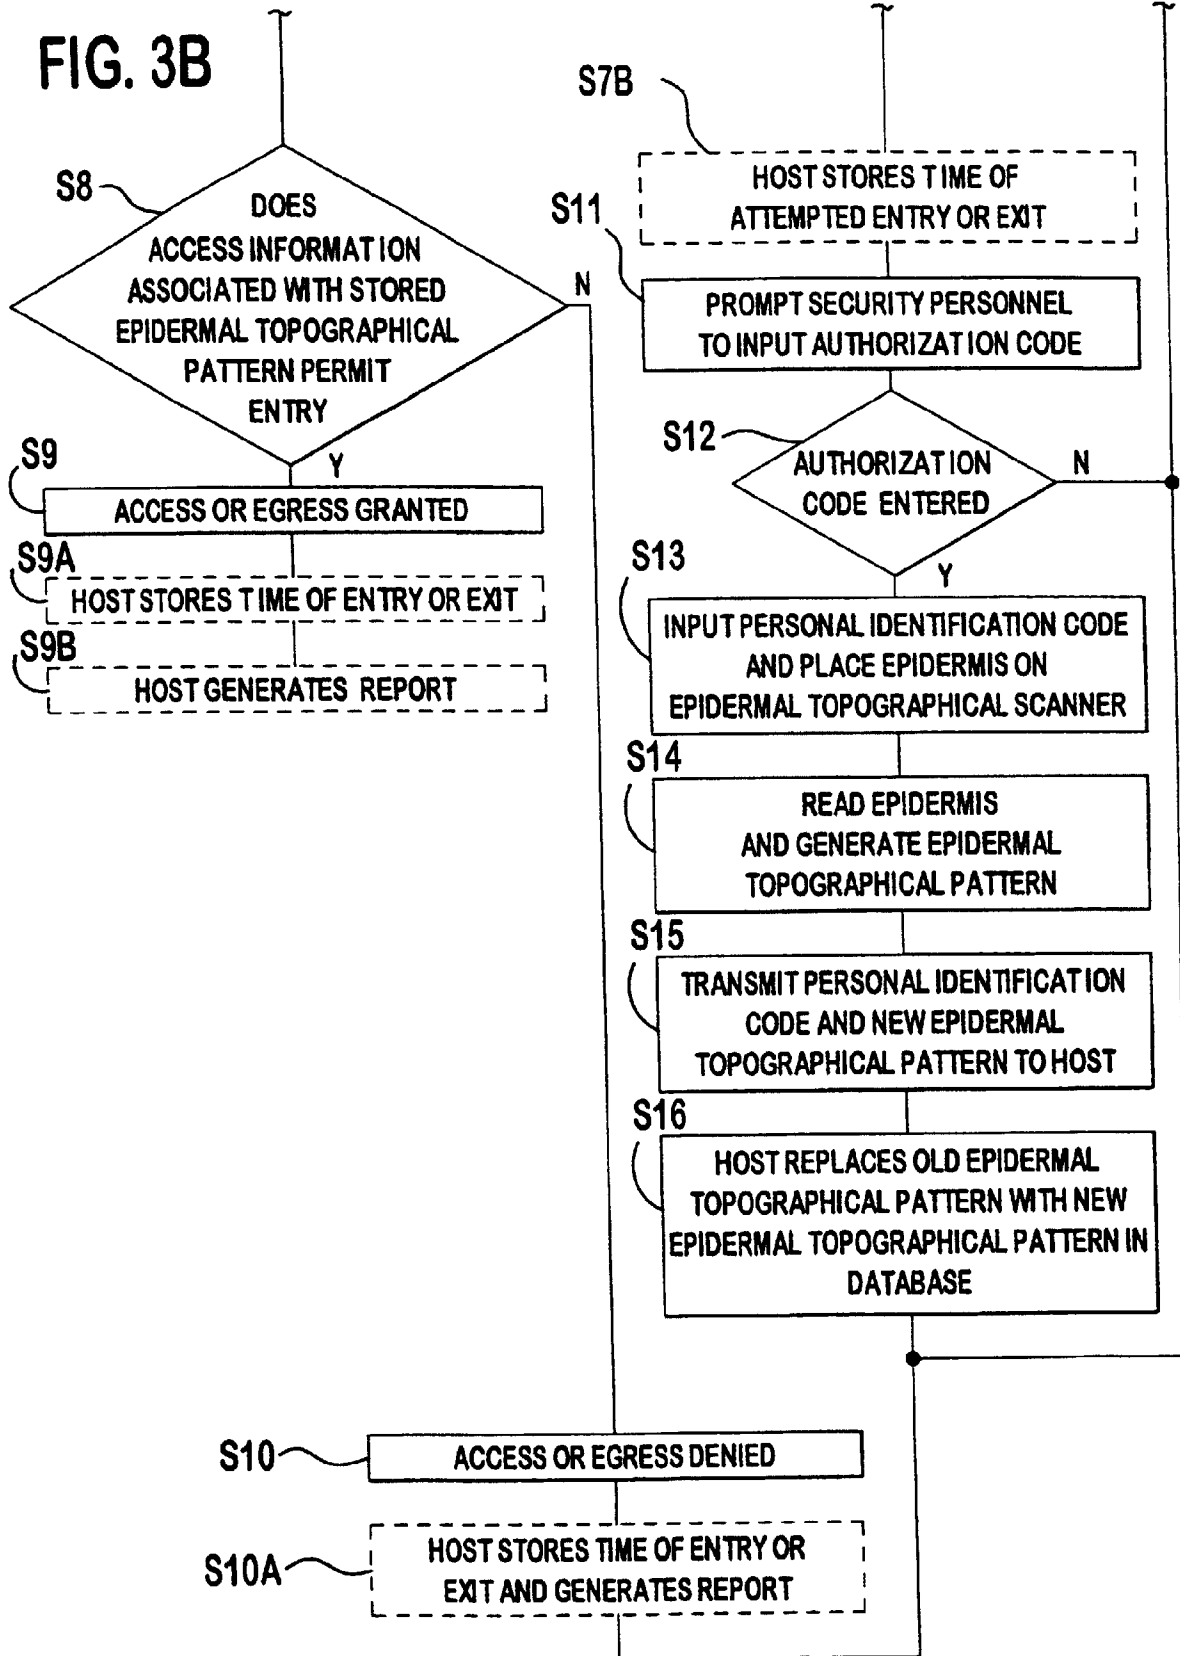 FIG. 3B
S8
DOES
ACCESS INFORMATION
ASSOCIATED WITH STORED
EPIDERMAL TOPOGRAPHICAL
PATTERN PERMIT
ENTRY
N
Y
S9
ACCESS OR EGRESS GRANTED
S9A
HOST STORES TIME OF ENTRY OR EXIT
S9B
HOST GENERATES REPORT
S7B
HOST STORES TIME OF
ATTEMPTED ENTRY OR EXIT
S11
PROMPT SECURITY PERSONNEL
TO INPUT AUTHORIZATION CODE
S12
AUTHORIZATION
CODE ENTERED
N
Y
S13
INPUT PERSONAL IDENTIFICATION CODE
AND PLACE EPIDERMIS ON
EPIDERMAL TOPOGRAPHICAL SCANNER
S14
READ EPIDERMIS
AND GENERATE EPIDERMAL
TOPOGRAPHICAL PATTERN
S15
TRANSMIT PERSONAL IDENTIFICATION
CODE AND NEW EPIDERMAL
TOPOGRAPHICAL PATTERN TO HOST
S16
HOST REPLACES OLD EPIDERMAL
TOPOGRAPHICAL PATTERN WITH NEW
EPIDERMAL TOPOGRAPHICAL PATTERN IN
DATABASE
S10
ACCESS OR EGRESS DENIED
S10A
HOST STORES TIME OF ENTRY OR
EXIT AND GENERATES REPORT